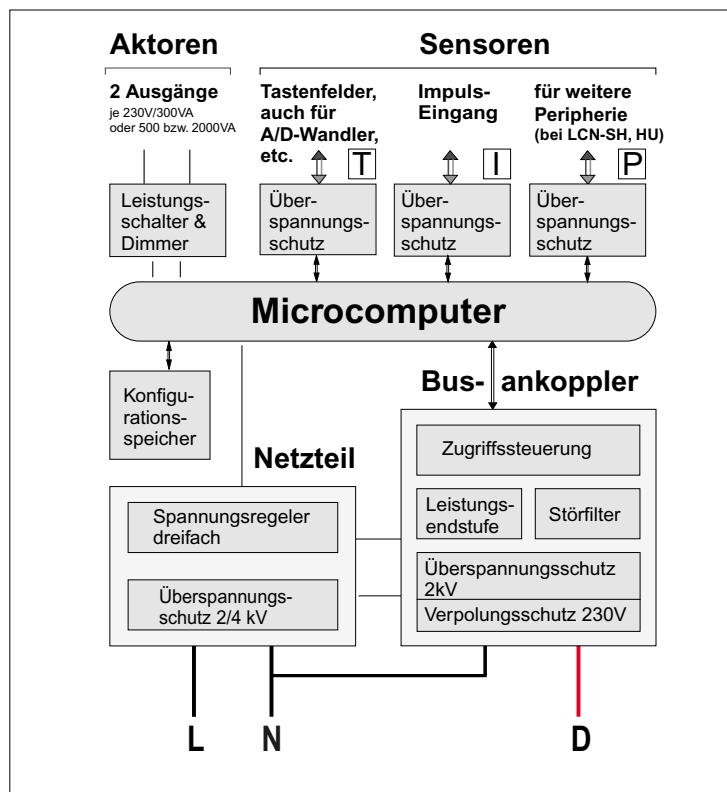 Aktoren
Sensoren
2 Ausgänge
je 230V/300VA
oder 500 bzw. 2000VA
Tastenfelder,
auch für
A/D-Wandler,
etc.
T
Impuls-
Eingang
I
für weitere
Peripherie
(bei LCN-SH, HU)
P
Leistungs-
schalter &
Dimmer
Über-
spannungs-
schutz
Über-
spannungs-
schutz
Über-
spannungs-
schutz
Microcomputer
Konfigu-
rations-
speicher
Bus- ankoppler
Netzteil
Zugriffssteuerung
Leistungs-
endstufe
Störfilter
Spannungsregeler
dreifach
Überspannungsschutz
2kV
Verpolungsschutz 230V
Überspannungs-
schutz 2/4 kV
L
N
D